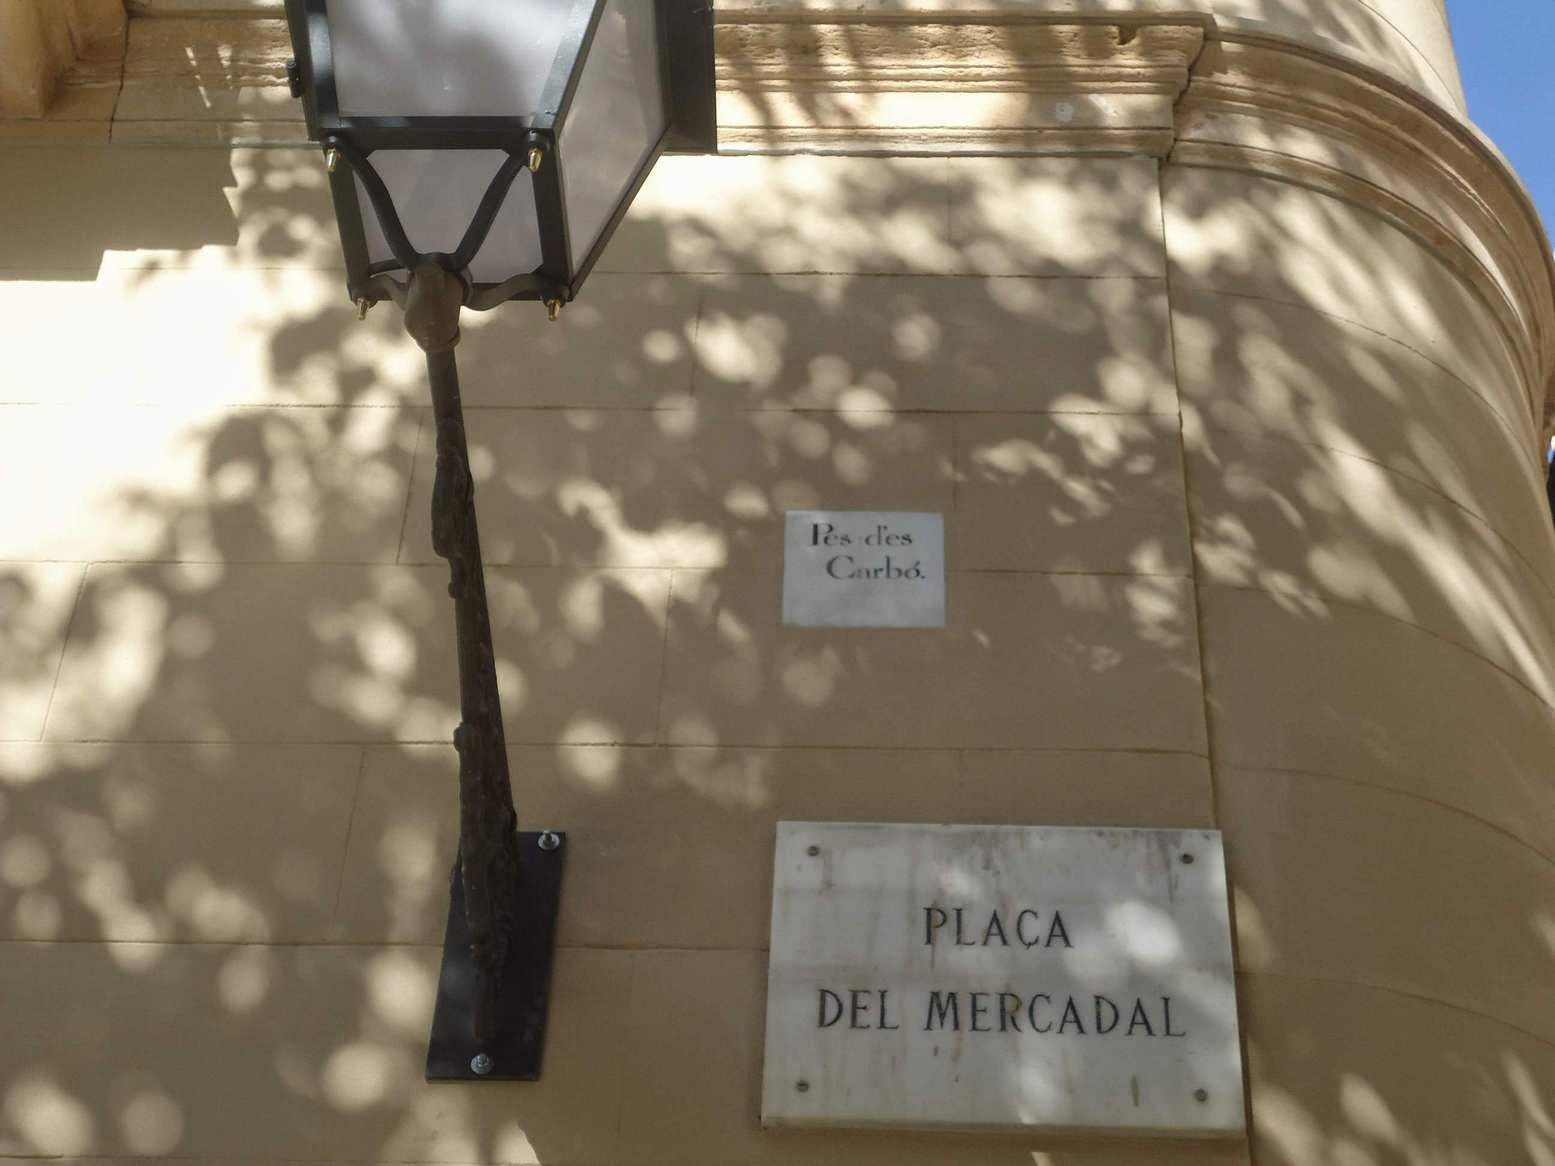 Pes d'es
Carbó.
PLAÇA
DEL MERCADAL